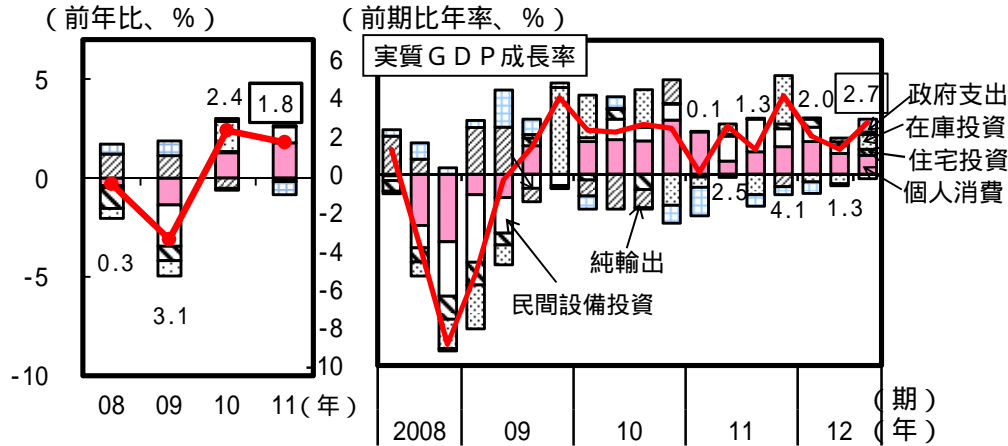 (前年比、%)
(前期比年率、%)
実質GDP成長率
5
0
-5
-10
2.4
1.8
0.3
3.1
08 09 10 11 (年)
6
4
2
0
-2
-4
-6
-8
-10
0.1
1.3
2.0
2.7
2.5
4.1
1.3
政府支出
在庫投資
住宅投資
個人消費
純輸出
民間設備投資
2008 09 10 11 12
(期)
(年)